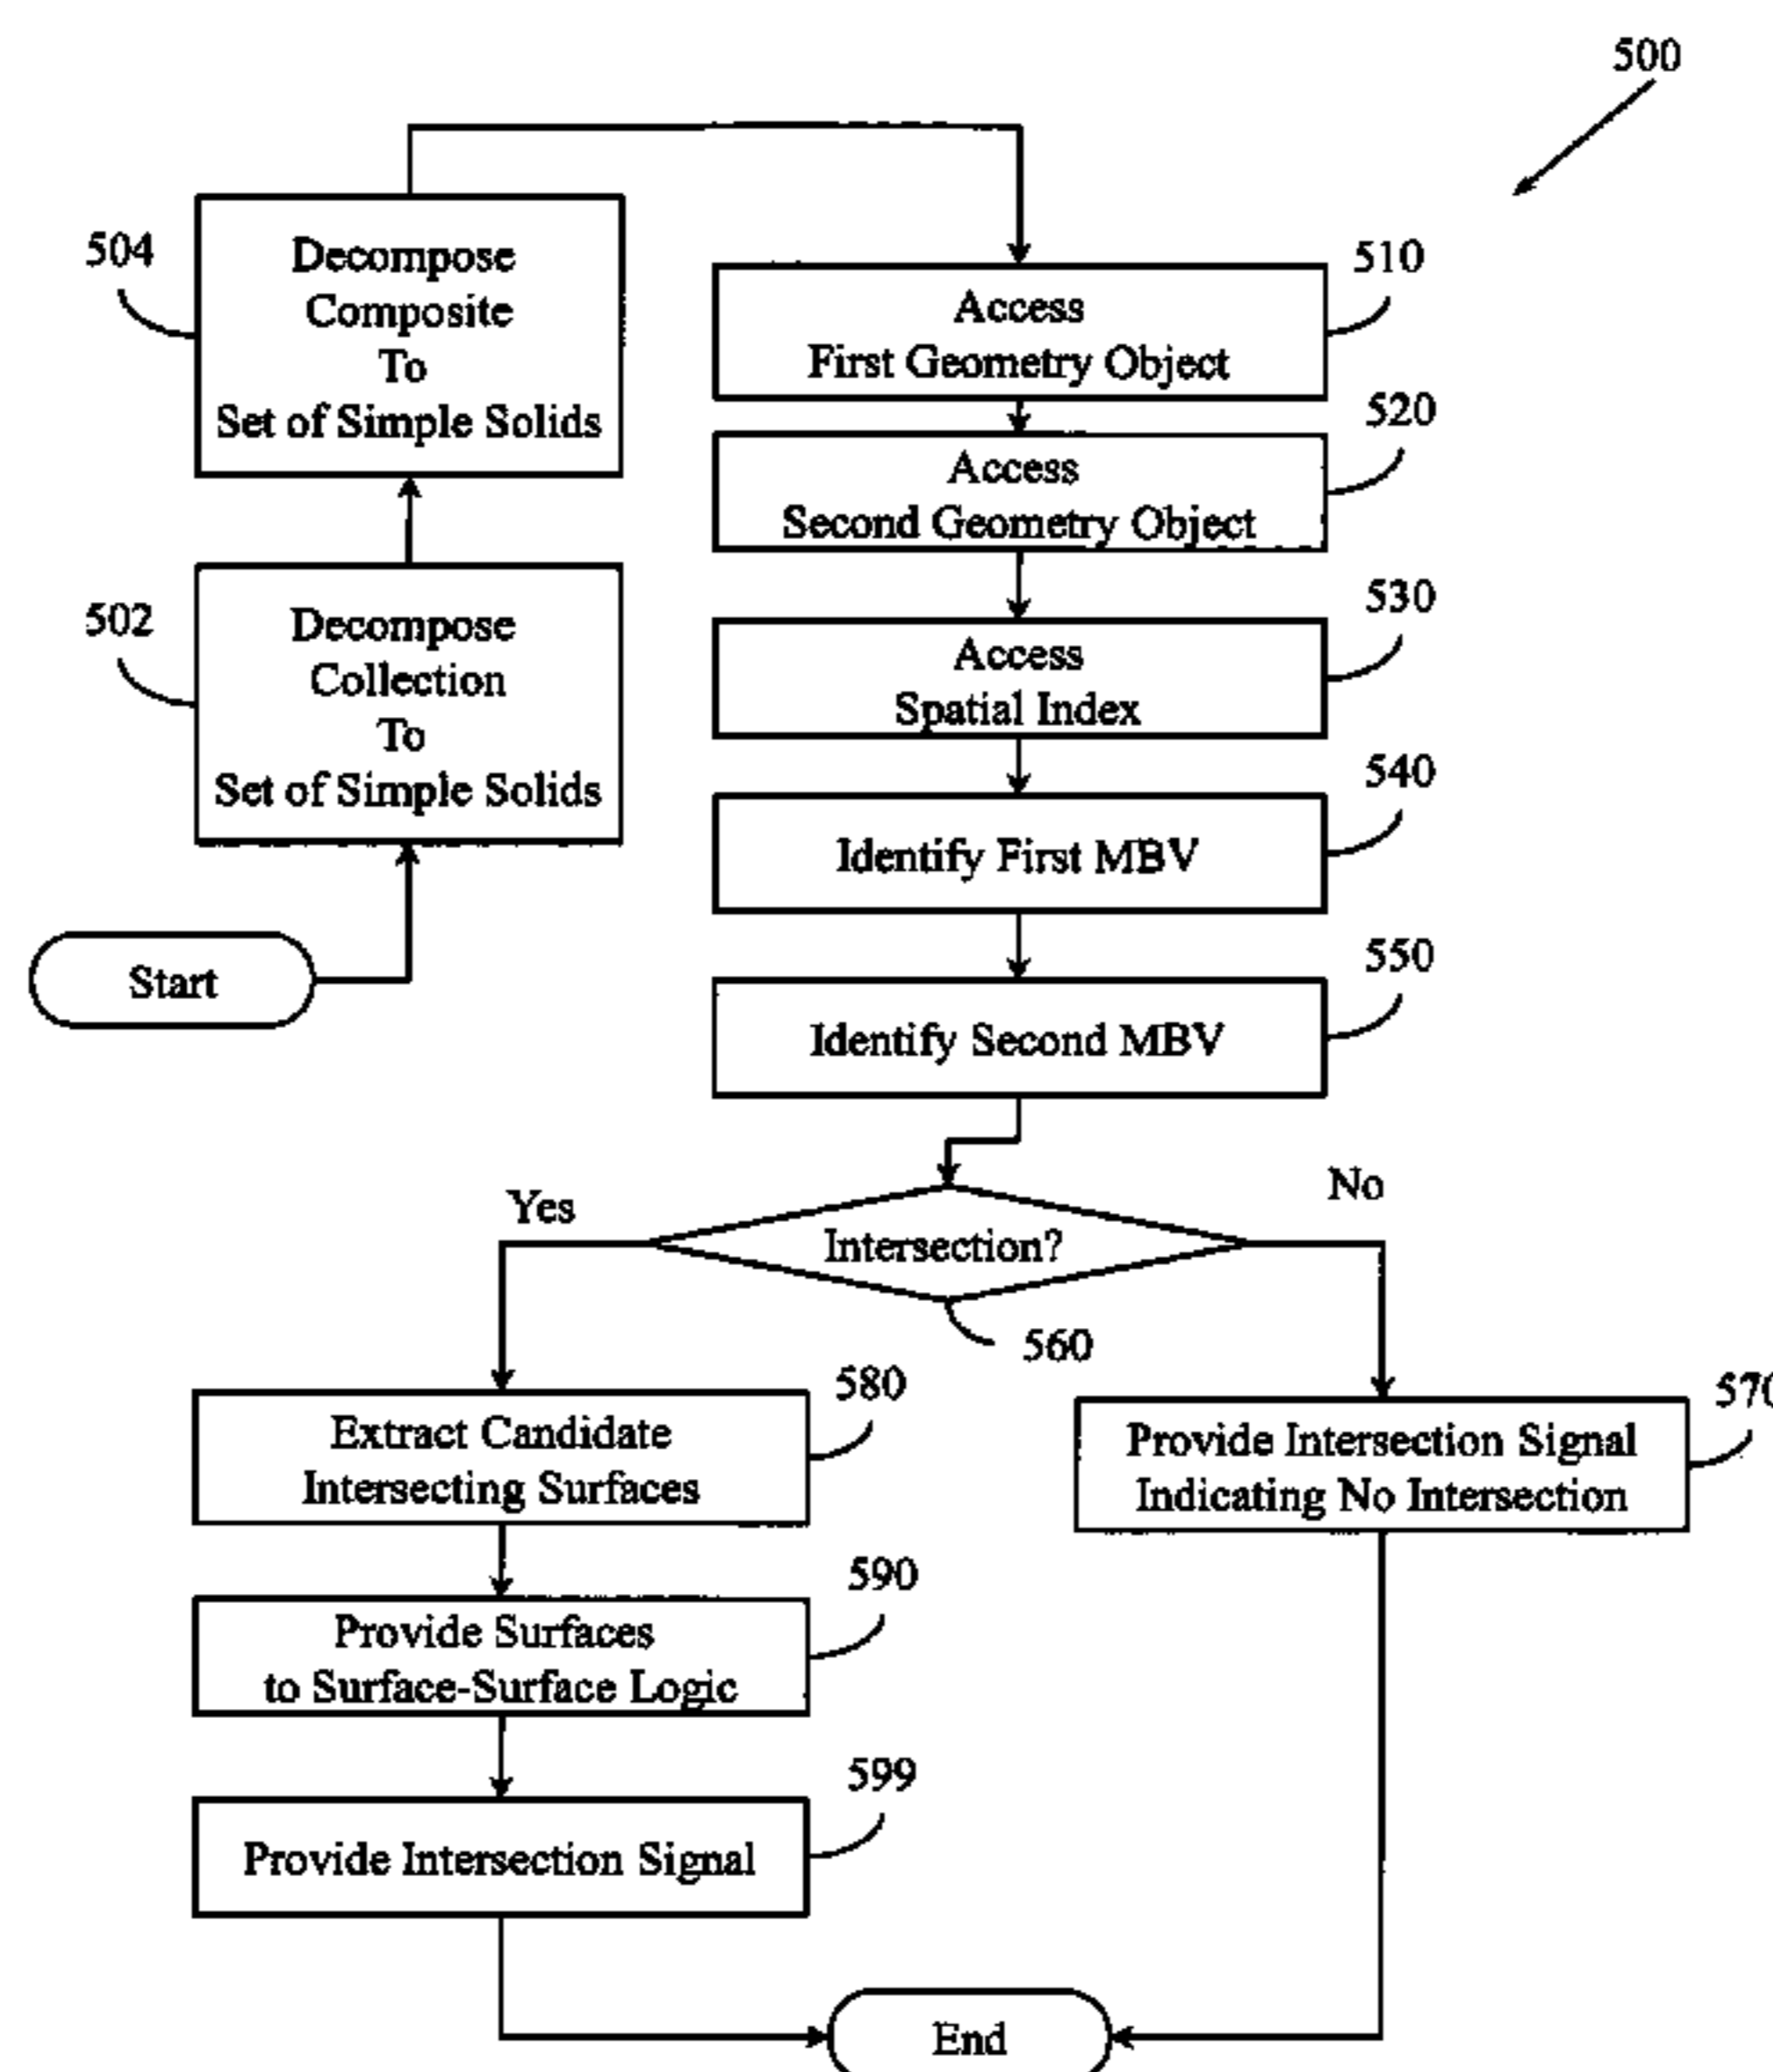 500
504
Decompose
Composite
To
Set of Simple Solids
510
Access
First Geometry Object
520
Access
Second Geometry Object
502
Decompose
Collection
To
Set of Simple Solids
530
Access
Spatial Index
540
Identify First MBV
Start
550
Identify Second MBV
Yes
No
Intersection?
560
580
Extract Candidate
Intersecting Surfaces
570
Provide Intersection Signal
Indicating No Intersection
590
Provide Surfaces
to Surface-Surface Logic
599
Provide Intersection Signal
End